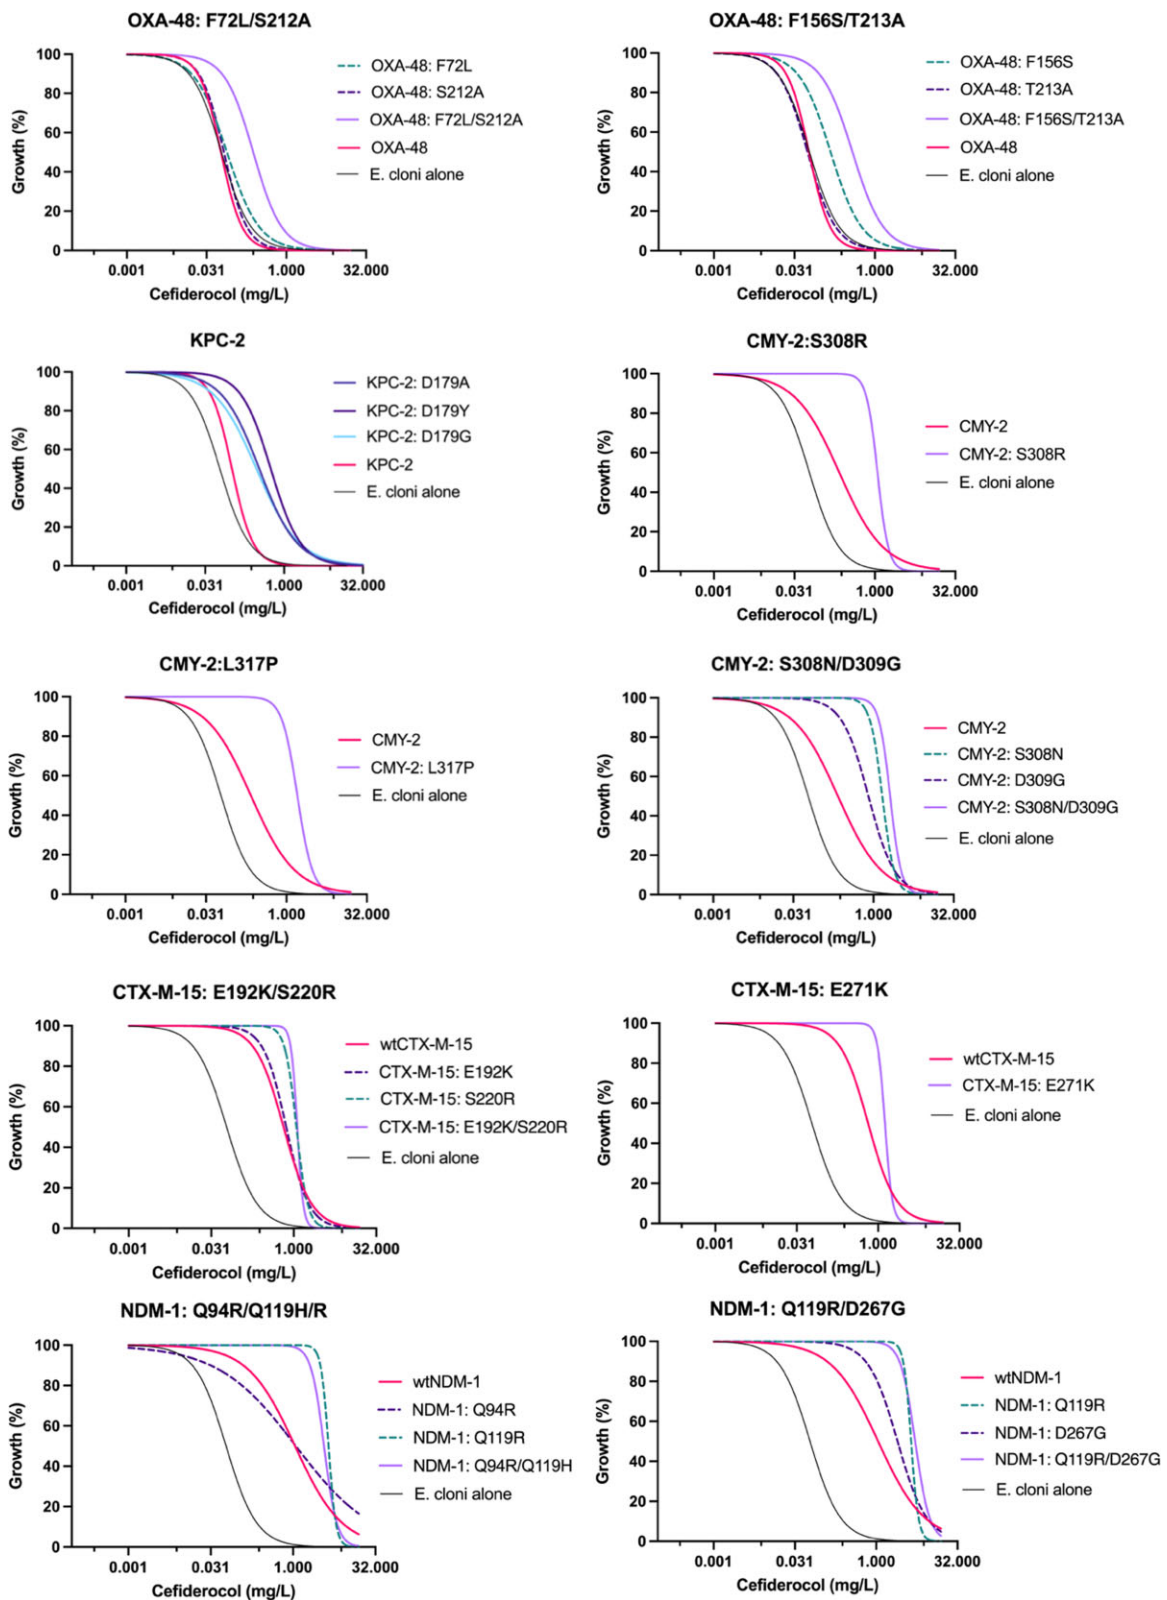 OXA-48: F72L/S212A
100
80
60
40
20
0
Growth (%)
0.001 0.031 1.000 32.000
Cefiderocol (mg/L)
OXA-48: F72L
OXA-48: S212A
OXA-48: F72L/S212A
OXA-48
E. cloni alone
OXA-48: F156S/T213A
100
80
60
40
20
0
Growth (%)
0.001 0.031 1.000 32.000
Cefiderocol (mg/L)
OXA-48: F156S
OXA-48: T213A
OXA-48: F156S/T213A
OXA-48
E. cloni alone
KPC-2
100
80
60
40
20
0
Growth (%)
0.001 0.031 1.000 32.000
Cefiderocol (mg/L)
KPC-2: D179A
KPC-2: D179Y
KPC-2: D179G
KPC-2
E. cloni alone
CMY-2:S308R
100
80
60
40
20
0
Growth (%)
0.001 0.031 1.000 32.000
Cefiderocol (mg/L)
CMY-2
CMY-2: S308R
E. cloni alone
CMY-2:L317P
100
80
60
40
20
0
Growth (%)
0.001 0.031 1.000 32.000
Cefiderocol (mg/L)
CMY-2
CMY-2: L317P
E. cloni alone
CMY-2: S308N/D309G
100
80
60
40
20
0
Growth (%)
0.001 0.031 1.000 32.000
Cefiderocol (mg/L)
CMY-2
CMY-2: S308N
CMY-2: D309G
CMY-2: S308N/D309G
E. cloni alone
CTX-M-15: E192K/S220R
100
80
60
40
20
0
Growth (%)
0.001 0.031 1.000 32.000
Cefiderocol (mg/L)
wtCTX-M-15
CTX-M-15: E192K
CTX-M-15: S220R
CTX-M-15: E192K/S220R
E. cloni alone
CTX-M-15: E271K
100
80
60
40
20
0
Growth (%)
0.001 0.031 1.000 32.000
Cefiderocol (mg/L)
wtCTX-M-15
CTX-M-15: E271K
E. cloni alone
NDM-1: Q94R/Q119H/R
100
80
60
40
20
0
Growth (%)
0.001 0.031 1.000 32.000
Cefiderocol (mg/L)
wtNDM-1
NDM-1: Q94R
NDM-1: Q119R
NDM-1: Q94R/Q119H
E. cloni alone
NDM-1: Q119R/D267G
100
80
60
40
20
0
Growth (%)
0.001 0.031 1.000 32.000
Cefiderocol (mg/L)
wtNDM-1
NDM-1: Q119R
NDM-1: D267G
NDM-1: Q119R/D267G
E. cloni alone